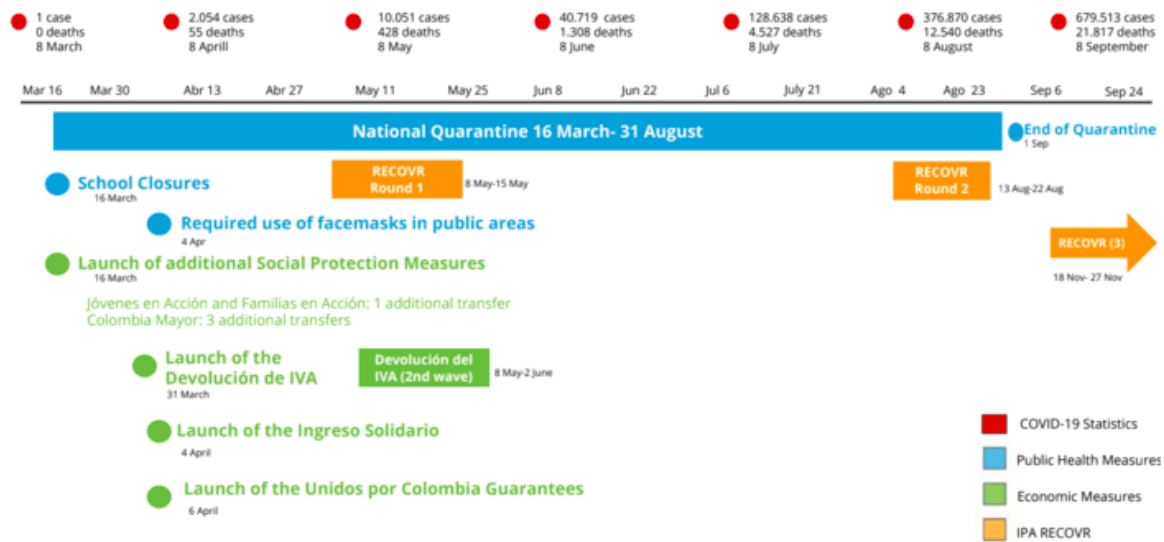 1 case
0 deaths
8 March
2.054 cases
55 deaths
8 Aprill
10.051 cases
428 deaths
8 May
40.719 cases
1.308 deaths
8 June
128.638 cases
4.527 deaths
8 July
376.870 cases
12.540 deaths
8 August
679.513 cases
21.817 deaths
8 September
Mar 16 Mar 30 Abr 13 Abr 27 May 11 May 25 Jun 8 Jun 22 Jul 6 July 21 Ago 4 Ago 23 Sep 6 Sep 24
National Quarantine 16 March- 31 August
End of Quarantine
1 Sep
School Closures
16 March
RECOVR
Round 1
8 May-15 May
RECOVR
Round 2
13 Aug-22 Aug
Required use of facemasks in public areas
4 Apr
RECOVR (3)
18 Nov- 27 Nov
Launch of additional Social Protection Measures
16 March
Jóvenes en Acción and Familias en Acción: 1 additional transfer
Colombia Mayor: 3 additional transfers
Launch of the
Devolución de IVA
31 March
Devolución del
IVA (2nd wave)
8 May-2 June
Launch of the Ingreso Solidario
4 April
Launch of the Unidos por Colombia Guarantees
6 April
COVID-19 Statistics
Public Health Measures
Economic Measures
IPA RECOVR